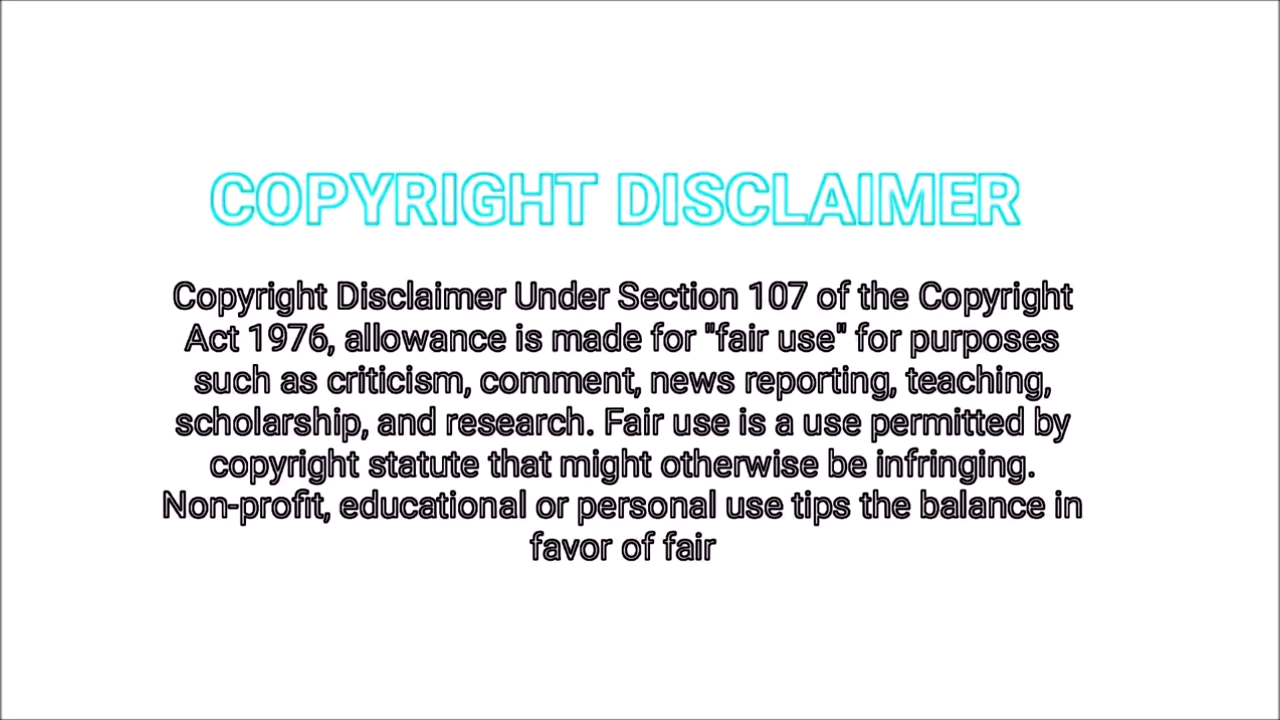 COPYRIGHT DISCLAIMER
Copyright Disclaimer Under Section 107 of the Copyright
Act 1976, allowance is made for "fair use" for purposes
such as criticism, comment, news reporting, teaching,
scholarship, and research. Fair use is a use permitted by
copyright statute that might otherwise be infringing.
Non-profit, educational or personal use tips the balance in
favor of fair